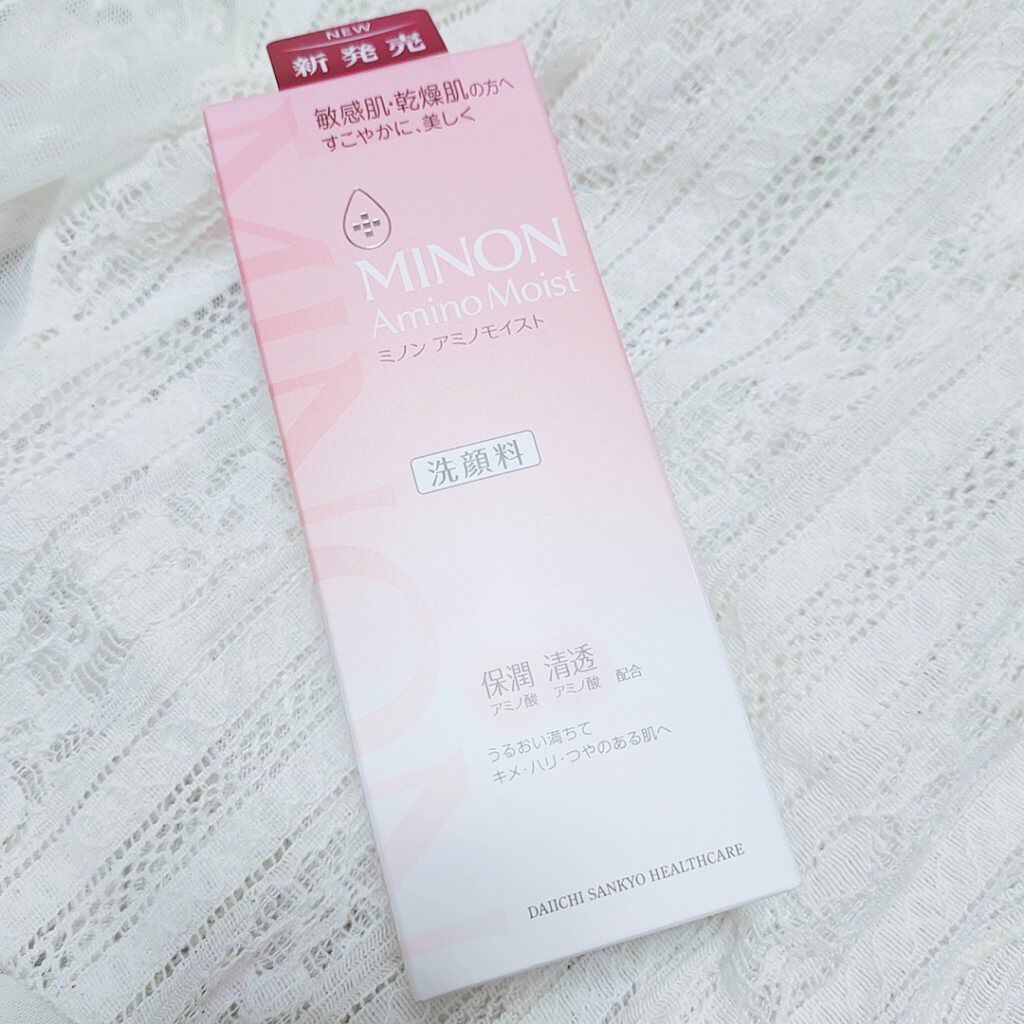 NEW
新発売
敏感肌・乾燥肌の方へ
すこやかに、美しく
MINON
Amino Moist
ミノン アミノモイスト
洗顔料
保潤 清透
アミノ酸 アミノ酸 配合
うるおい満ちて
キメ・ハリ・つやのある肌へ
DAIICHI SANKYO HEALTHCARE
MINON